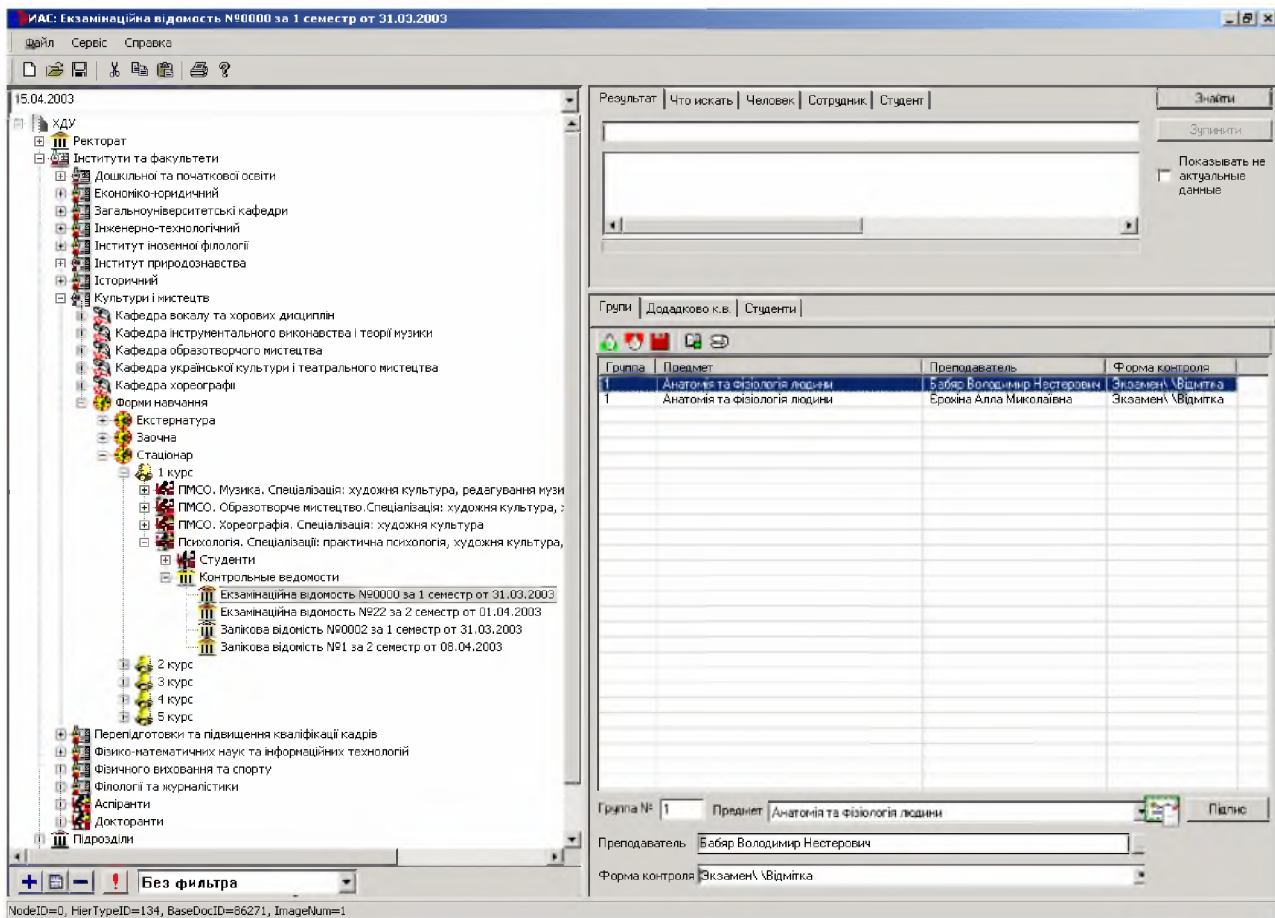 ИАС: Екзамінаційна відомость №0000 за 1 семестр от 31.03.2003
Файл Сервіс Справка
15.04.2003
ХДУ
Ректорат
Інститути та факультети
Дошкільної та початкової освіти
Економіко-юридичний
Загальноуніверситетські кафедри
Інженерно-технологічний
Інститут іноземної філології
Інститут природознавства
Історичний
Культури і мистецтв
Кафедра вокалу та хорових дисциплін
Кафедра інструментального виконавства і теорії музики
Кафедра образотворчого мистецтва
Кафедра української культури і театрального мистецтва
Кафедра хореографії
Форми навчання
Екстернатура
Заочна
Стаціонар
1 курс
ПМСО. Музика. Спеціалізація: художня культура, редагування музи
ПМСО. Образотворче мистецтво.Спеціалізація: художня культура,
ПМСО. Хореографія. Спеціалізація: художня культура
Психологія. Спеціалізації: практична психологія, художня культура,
Студенти
Контрольные ведомости
Екзамінаційна відомость №0000 за 1 семестр от 31.03.2003
Екзамінаційна відомость №22 за 2 семестр от 01.04.2003
Залікова відомість №0002 за 1 семестр от 31.03.2003
Залікова відомість №1 за 2 семестр от 08.04.2003
2 курс
3 курс
4 курс
5 курс
Перепідготовки та підвищення кваліфікації кадрів
Фізико-математичних наук та інформаційних технологій
Фізичного виховання та спорту
Філології та журналістики
Аспіранти
Докторанти
Підрозділи
Без фильтра
NodeID=0, HierTypeID=134, BaseDocID=86271, ImageNum=1
Результат Что искать Человек Сотрудник Студент
Знайти
Зупинити
Показывать не
актуальные
данные
Групи Додадково к.в. Студенти
Группа Предмет Преподаватель Форма контроля
1 Анатомія та фізіологія людини Бабяр Володимир Нестерович Экзамен\ \Відмітка
1 Анатомія та фізіологія людини Єрохіна Алла Миколаївна Экзамен\ \Відмітка
Группа № 1 Предмет Анатомія та фізіологія людини Підпис
Преподаватель Бабяр Володимир Нестерович ...
Форма контроля Экзамен\ \Відмітка